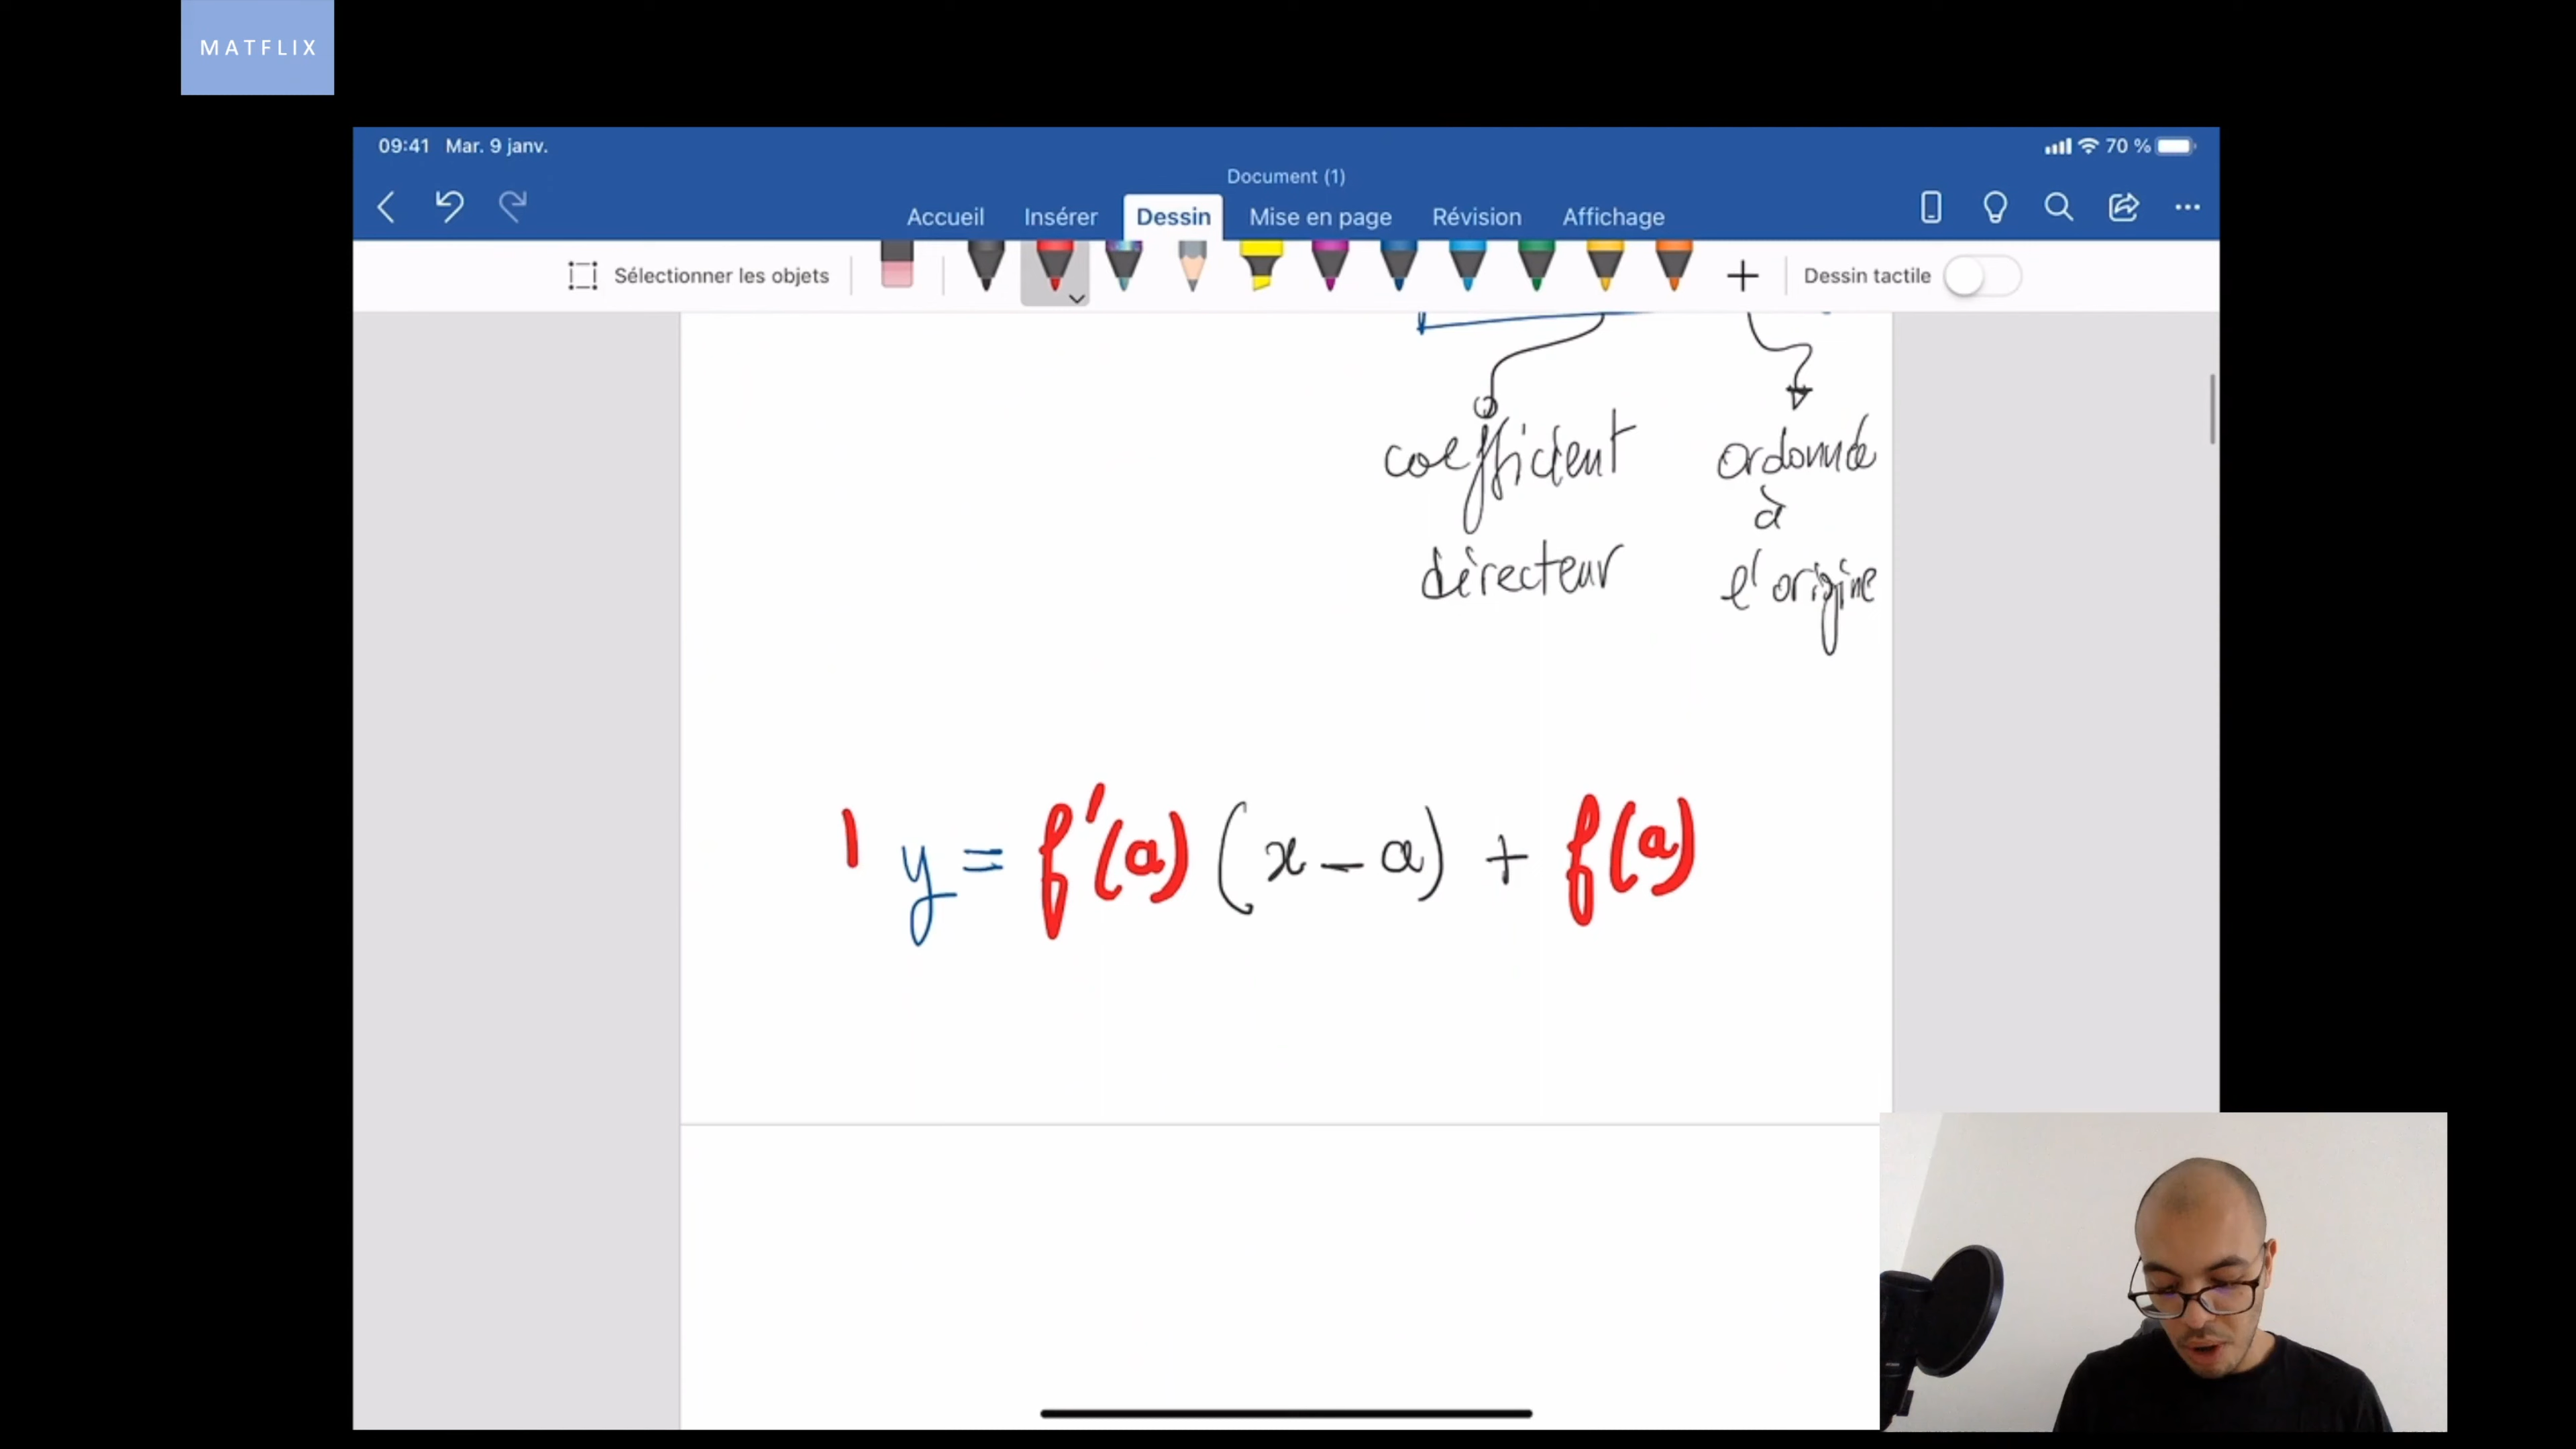 MATFLIX
09:41 Mar. 9 janv.
70 %
Document (1)
Accueil Insérer Dessin Mise en page Révision Affichage
Sélectionner les objets
Dessin tactile
coefficient
directeur
ordonnée
à
l'origine
1 y = f'(a) (x - a) + f(a)